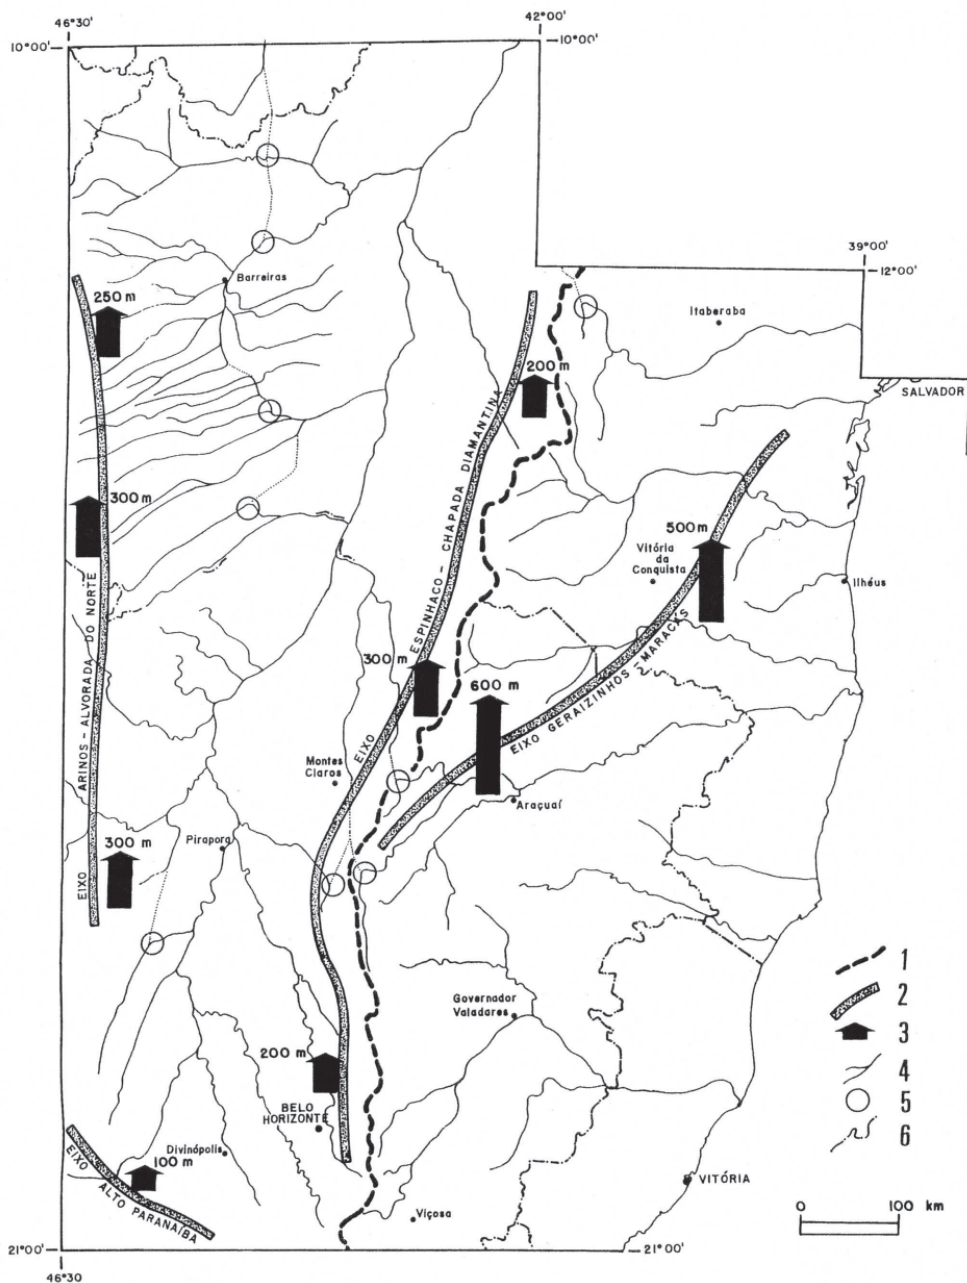 46°30'
42°00'
10°00'
10°00'
39°00'
12°00'
Barreiras
250 m
Itaberaba
200 m
SALVADOR
EIXO ESPINHAÇO - CHAPADA DIAMANTINA
300 m
500 m
Vitória
da
Conquista
Ilhéus
EIXO ARINOS - ALVORADA DO NORTE
300 m
600 m
EIXO GERAIZINHOS - MARACÁS
Montes
Claros
Araçuaí
300 m
Pirapora
1
2
Governador
Valadares
3
200 m
4
BELO
HORIZONTE
5
6
Divinópolis
100 m
EIXO ALTO PARANAIBA
VITÓRIA
Viçosa
0 100 km
21°00'
21°00'
46°30